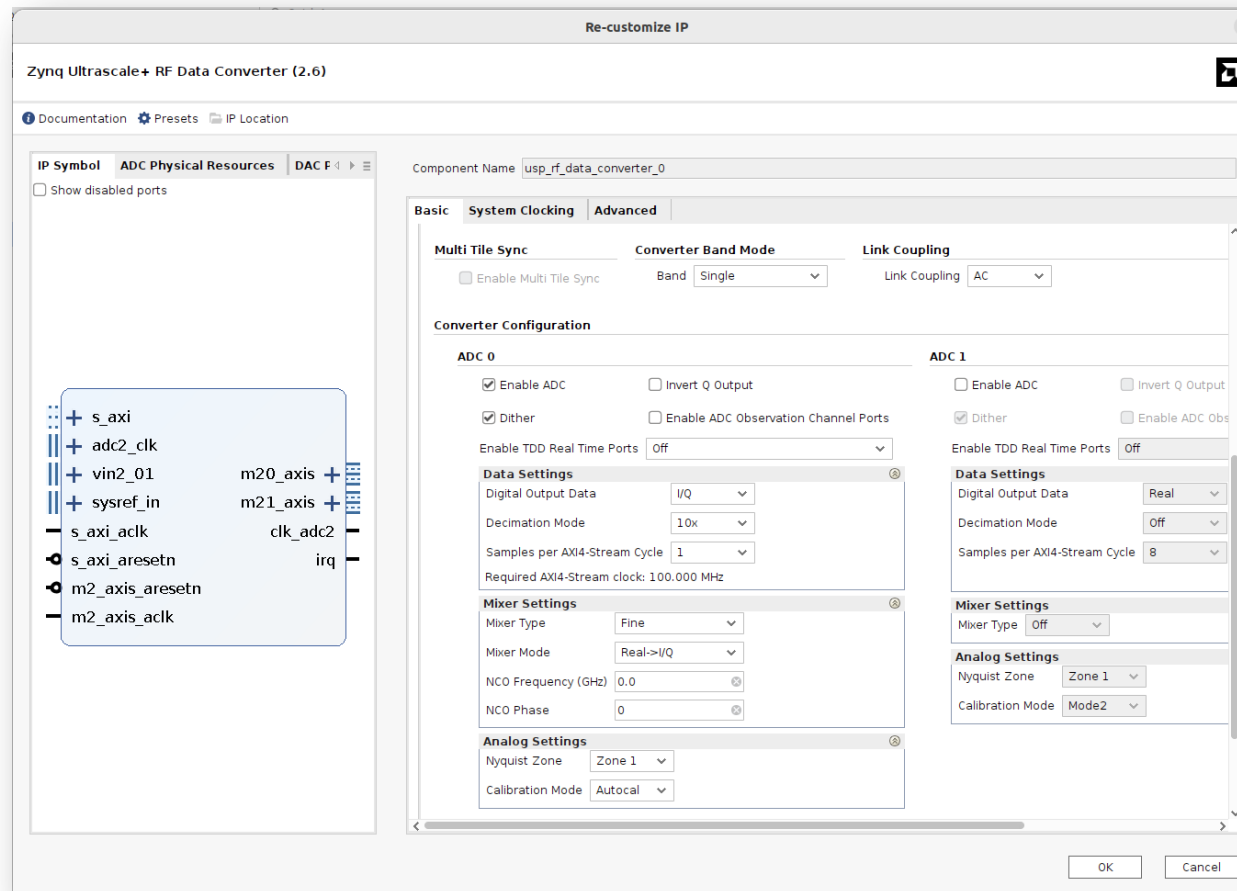 Re-customize IP
Zynq Ultrascale+ RF Data Converter (2.6)
Documentation Presets IP Location
IP Symbol ADC Physical Resources DAC F
Show disabled ports
s_axi
adc2_clk
vin2_01 m20_axis
sysref_in m21_axis
s_axi_aclk clk_adc2
s_axi_aresetn irq
m2_axis_aresetn
m2_axis_aclk
Component Name usp_rf_data_converter_0
Basic System Clocking Advanced
Multi Tile Sync Converter Band Mode Link Coupling
Enable Multi Tile Sync Band Single Link Coupling AC
Converter Configuration
ADC 0
Enable ADC Invert Q Output
Dither Enable ADC Observation Channel Ports
Enable TDD Real Time Ports Off
Data Settings
Digital Output Data I/Q
Decimation Mode 10x
Samples per AXI4-Stream Cycle 1
Required AXI4-Stream clock: 100.000 MHz
Mixer Settings
Mixer Type Fine
Mixer Mode Real->I/Q
NCO Frequency (GHz) 0.0
NCO Phase 0
Analog Settings
Nyquist Zone Zone 1
Calibration Mode Autocal
ADC 1
Enable ADC Invert Q Output
Dither Enable ADC Obs
Enable TDD Real Time Ports Off
Data Settings
Digital Output Data Real
Decimation Mode Off
Samples per AXI4-Stream Cycle 8
Mixer Settings
Mixer Type Off
Analog Settings
Nyquist Zone Zone 1
Calibration Mode Mode2
OK Cancel